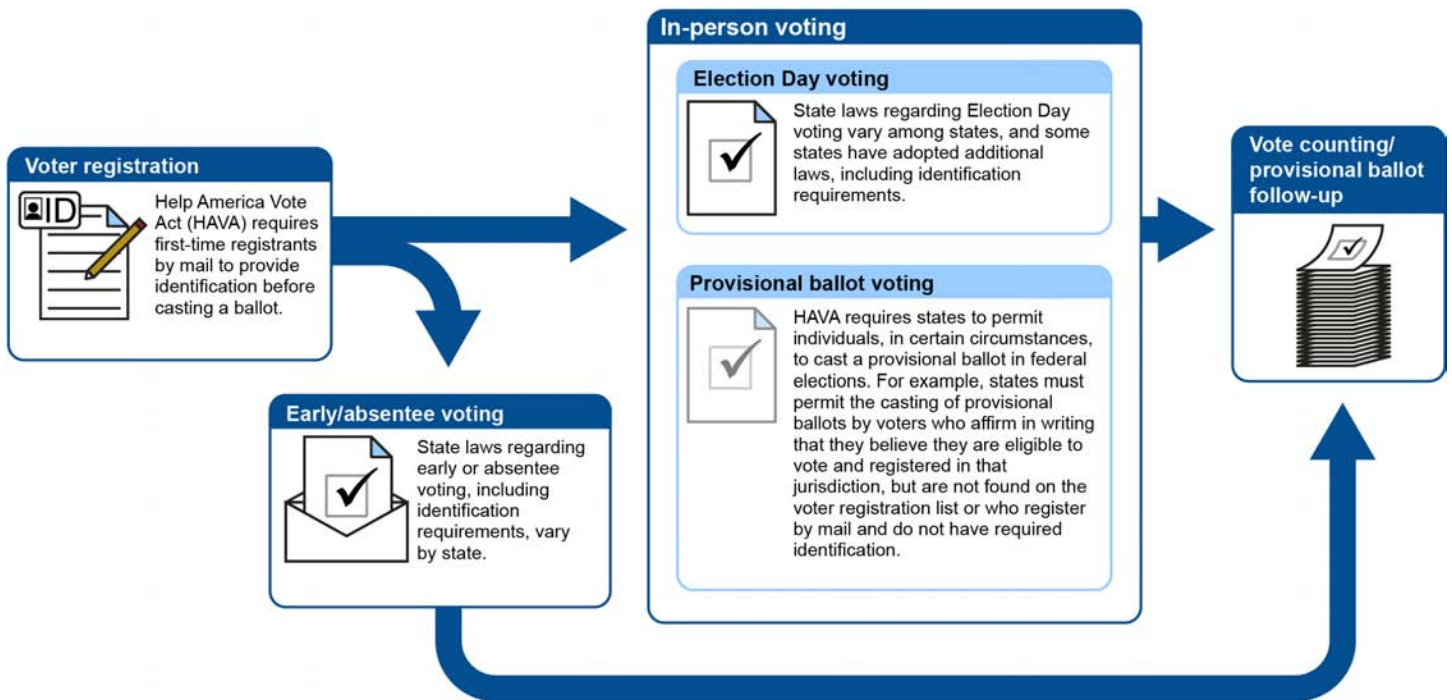 Voter registration
ID
Help America Vote
Act (HAVA) requires
first-time registrants
by mail to provide
identification before
casting a ballot.
Early/absentee voting
State laws regarding
early or absentee
voting, including
identification
requirements, vary
by state.
In-person voting
Election Day voting
State laws regarding Election Day
voting vary among states, and some
states have adopted additional
laws, including identification
requirements.
Provisional ballot voting
HAVA requires states to permit
individuals, in certain circumstances,
to cast a provisional ballot in federal
elections. For example, states must
permit the casting of provisional
ballots by voters who affirm in writing
that they believe they are eligible to
vote and registered in that
jurisdiction, but are not found on the
voter registration list or who register
by mail and do not have required
identification.
Vote counting/
provisional ballot
follow-up